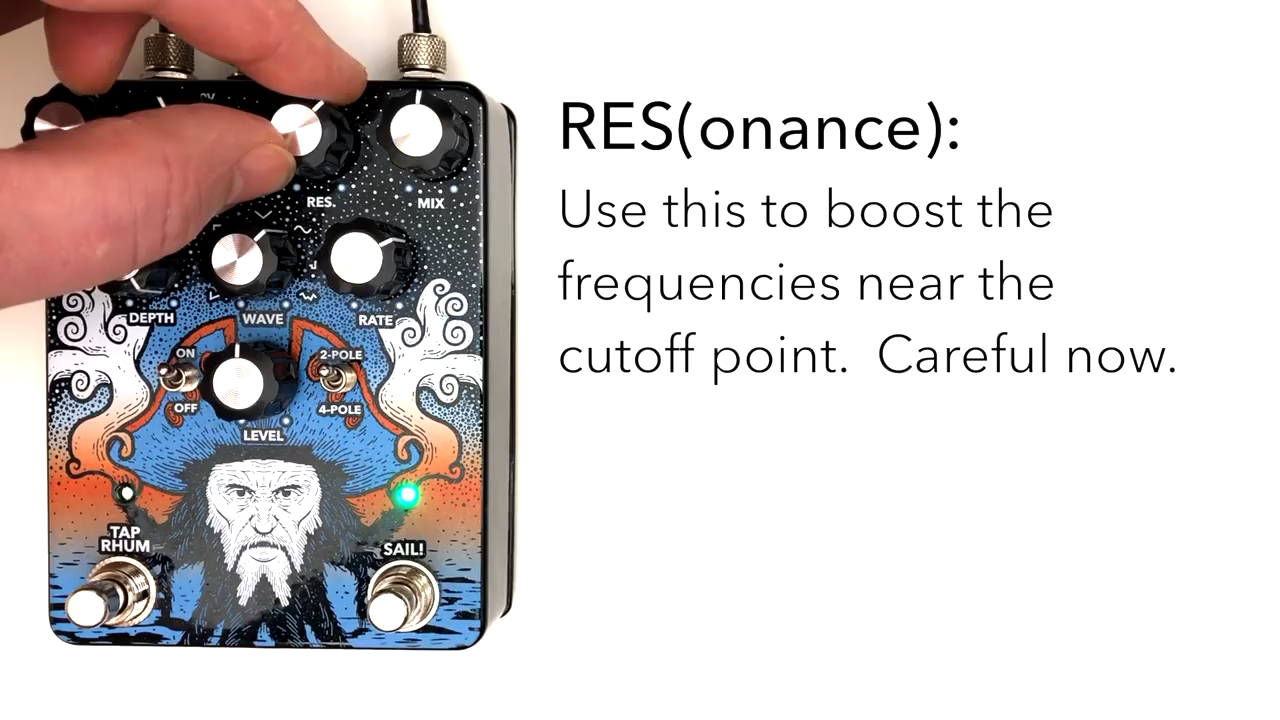 RES(onance):
Use this to boost the
frequencies near the
cutoff point.  Careful now.
RES.
MIX
DEPTH
WAVE
RATE
ON
2-POLE
OFF
4-POLE
LEVEL
TAP
RHUM
SAIL!